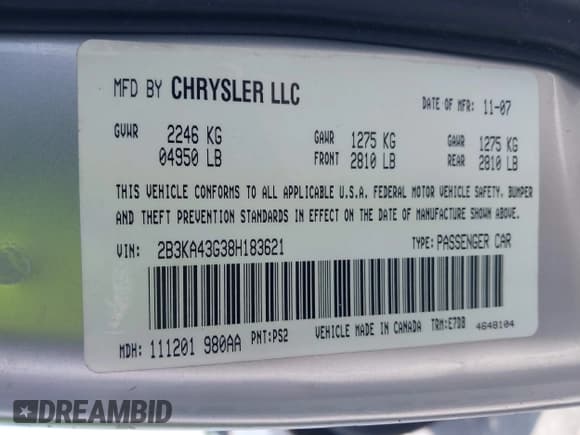 MFD BY CHRYSLER LLC
DATE OF MFR: 11-07
GVWR 2246 KG GAWR 1275 KG GAWR 1275 KG
04950 LB FRONT 2810 LB REAR 2810 LB
THIS VEHICLE CONFORMS TO ALL APPLICABLE U.S.A. FEDERAL MOTOR VEHICLE SAFETY, BUMPER
AND THEFT PREVENTION STANDARDS IN EFFECT ON THE DATE OF MANUFACTURE SHOWN ABOVE.
VIN: 2B3KA43G38H183621 TYPE: PASSENGER CAR
MDH: 111201 980AA PNT: PS2 VEHICLE MADE IN CANADA TRM: E7DB 4648104
DREAMBID